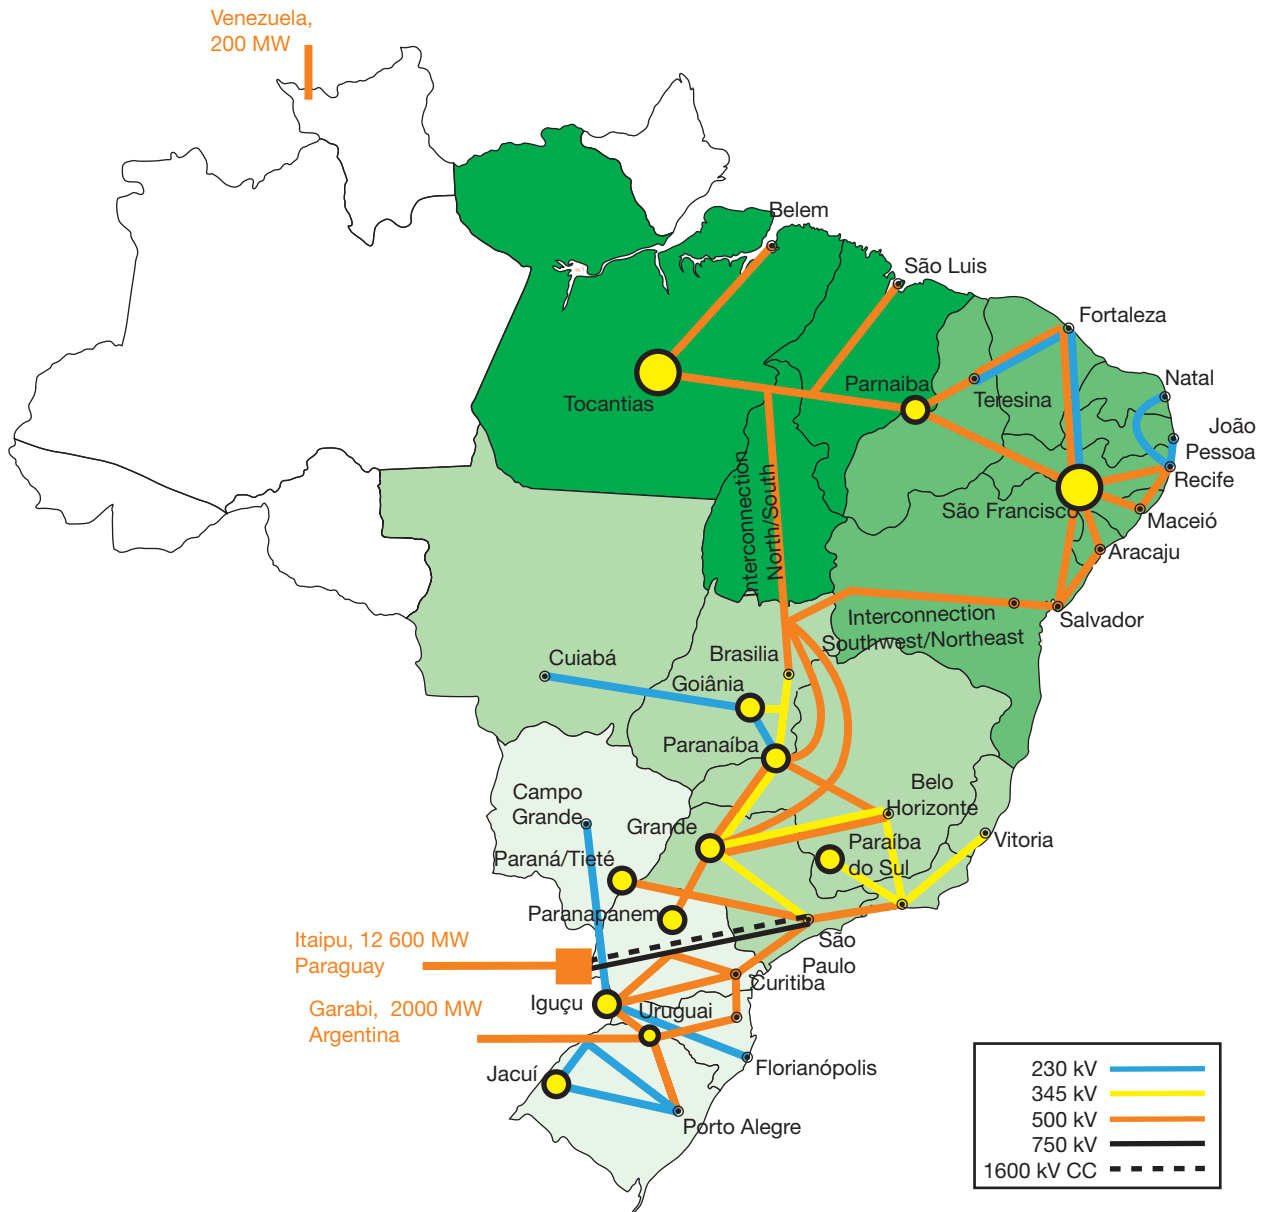 Venezuela,
200 MW
Belem
São Luis
Fortaleza
Natal
João
Pessoa
Recife
Maceió
Aracaju
Salvador
Tocantias
Parnaiba
Teresina
São Francisco
Interconnection
North/South
Interconnection
Southwest/Northeast
Cuiabá
Brasilia
Goiânia
Paranaíba
Campo
Grande
Belo
Horizonte
Grande
Paraíba
do Sul
Vitoria
Paraná/Tieté
Paranapanem
São
Paulo
Itaipu, 12 600 MW
Paraguay
Curitiba
Iguçu
Uruguai
Garabi, 2000 MW
Argentina
Florianópolis
Jacuí
Porto Alegre
230 kV
345 kV
500 kV
750 kV
1600 kV CC